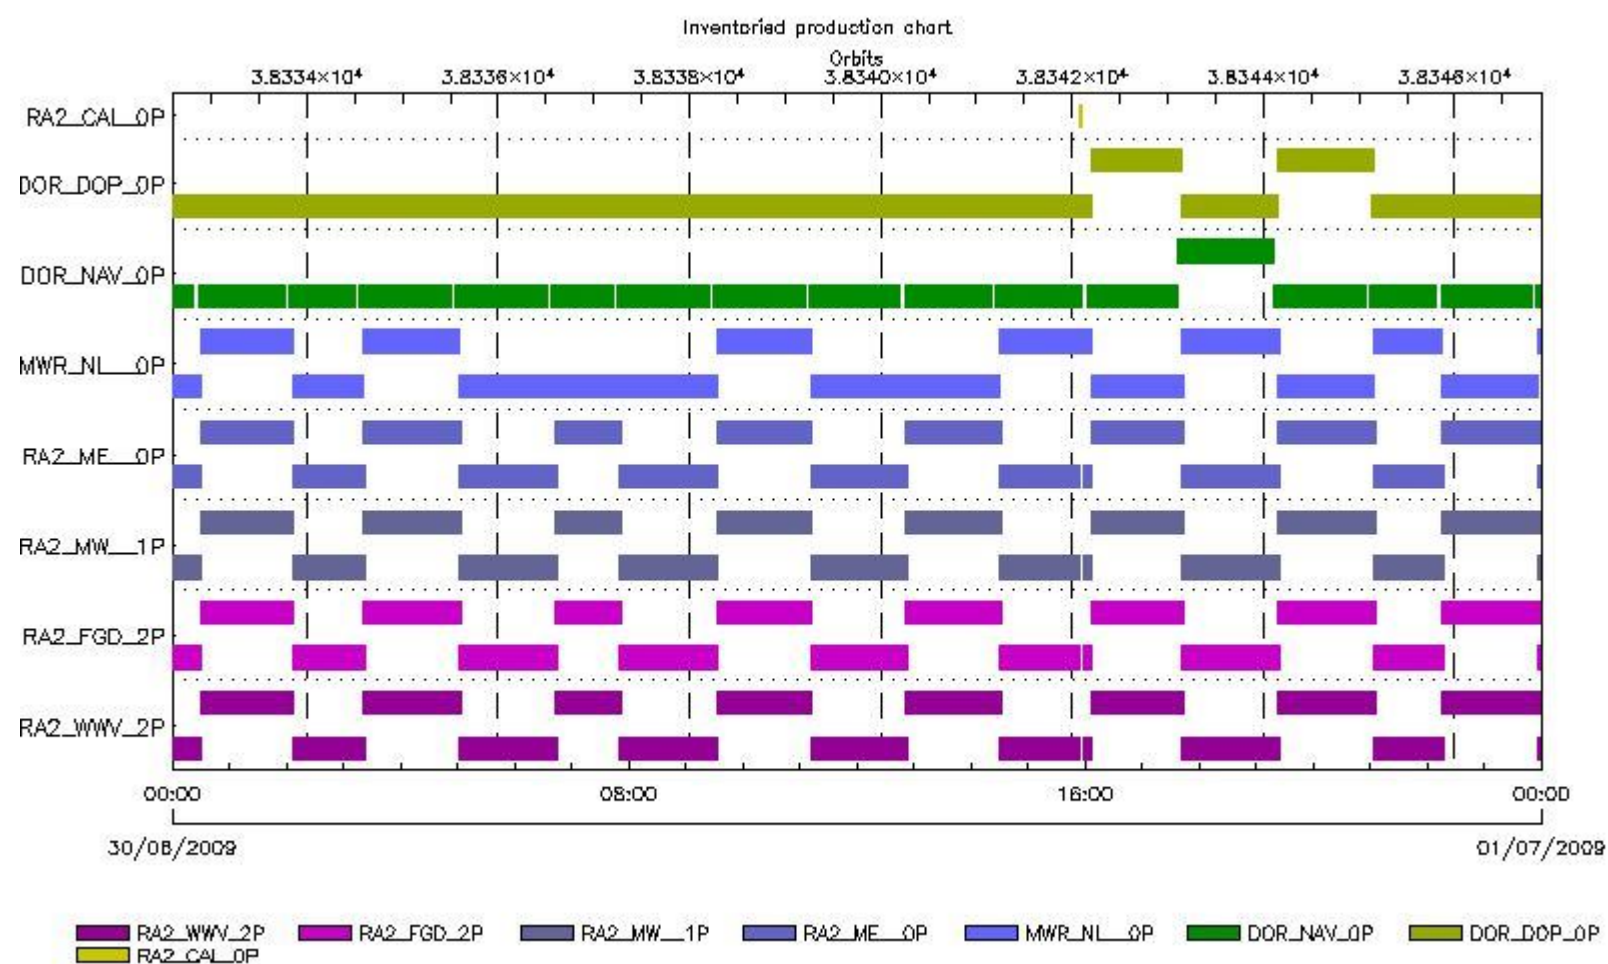 Inventoried production chart
Orbits
3.8334×10⁴ 3.8336×10⁴ 3.8338×10⁴ 3.8340×10⁴ 3.8342×10⁴ 3.8344×10⁴ 3.8346×10⁴
RA2_CAL_0P
DOR_DOP_0P
DOR_NAV_0P
MWR_NL__0P
RA2_ME__0P
RA2_MW__1P
RA2_FGD_2P
RA2_WWV_2P
00:00 08:00 16:00 00:00
30/06/2009 01/07/2009
RA2_WWV_2P RA2_FGD_2P RA2_MW__1P RA2_ME__0P MWR_NL__0P DOR_NAV_0P DOR_DOP_0P
RA2_CAL_0P